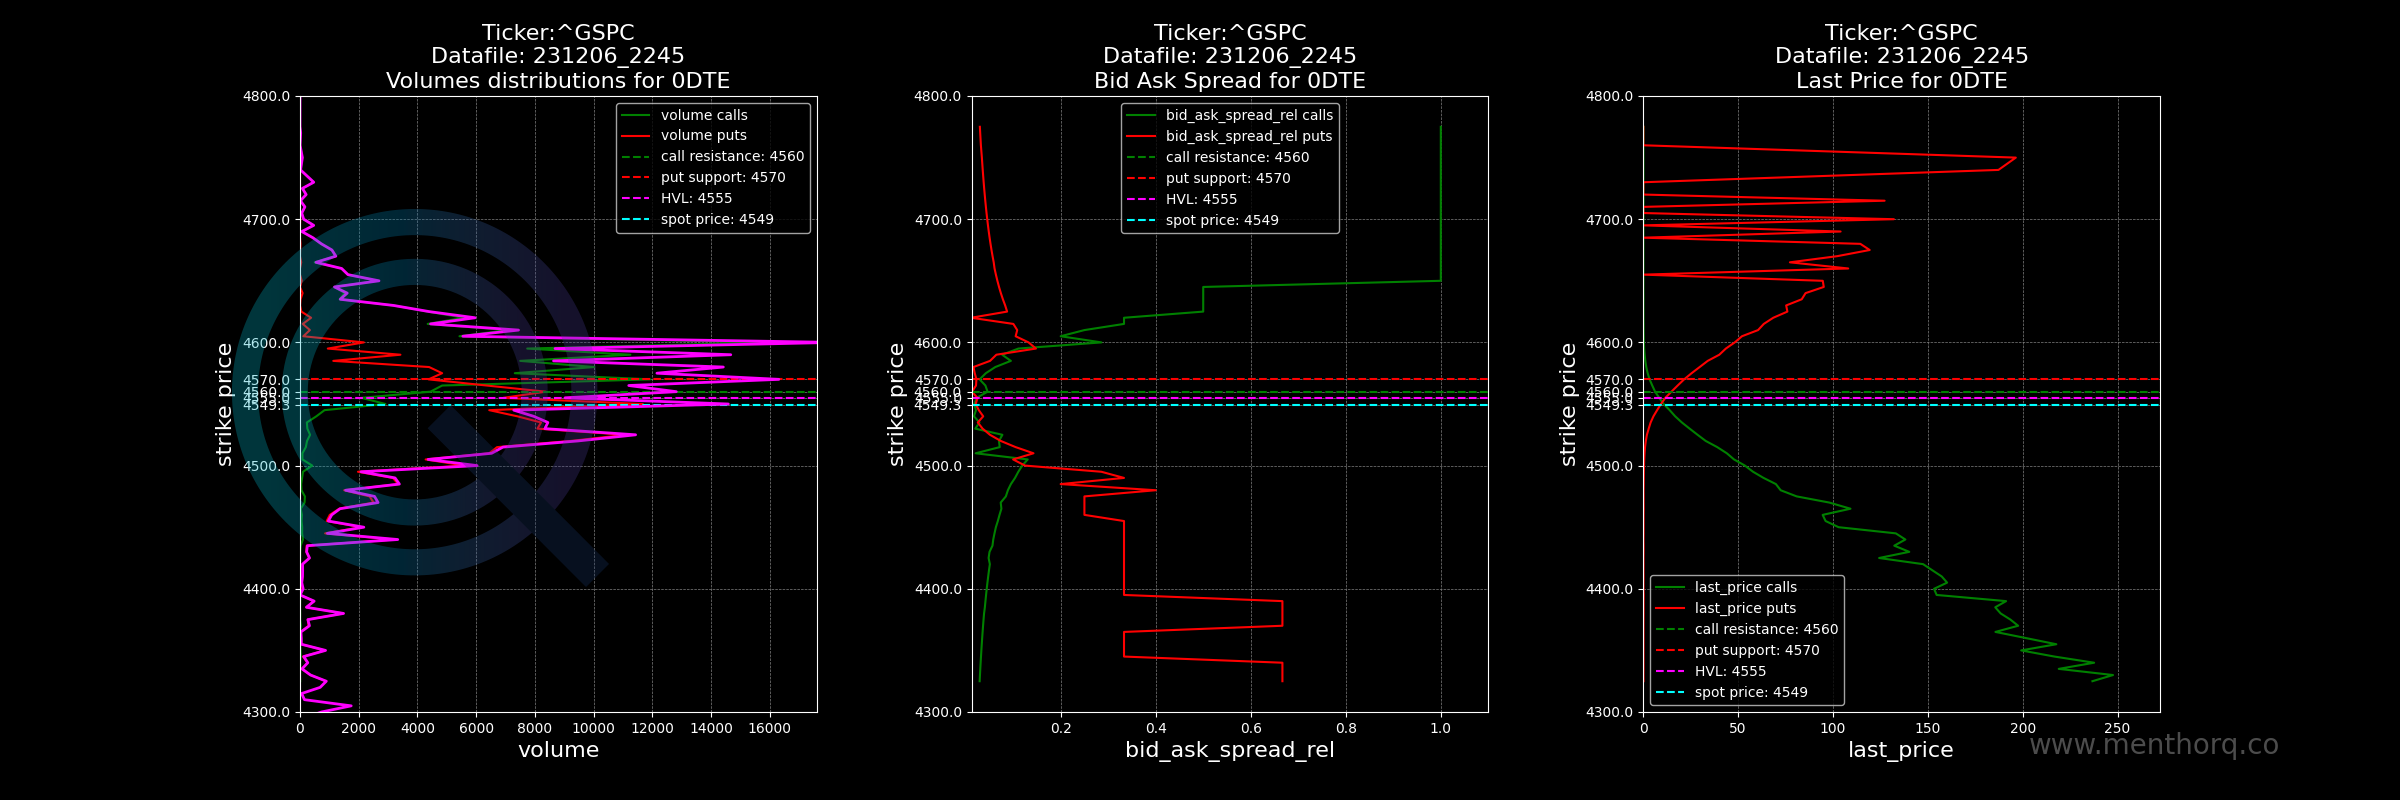 Ticker:^GSPC
Datafile: 231206_2245
Volumes distributions for 0DTE
4800.0
4700.0
4600.0
4570.0
4560.0
4549.3
4500.0
4400.0
4300.0
strike price
0 2000 4000 6000 8000 10000 12000 14000 16000
volume
volume calls
volume puts
call resistance: 4560
put support: 4570
HVL: 4555
spot price: 4549
Ticker:^GSPC
Datafile: 231206_2245
Bid Ask Spread for 0DTE
4800.0
4700.0
4600.0
4570.0
4560.0
4549.3
4500.0
4400.0
4300.0
strike price
0.2 0.4 0.6 0.8 1.0
bid_ask_spread_rel
bid_ask_spread_rel calls
bid_ask_spread_rel puts
call resistance: 4560
put support: 4570
HVL: 4555
spot price: 4549
Ticker:^GSPC
Datafile: 231206_2245
Last Price for 0DTE
4800.0
4700.0
4600.0
4570.0
4560.0
4549.3
4500.0
4400.0
4300.0
strike price
0 50 100 150 200 250
last_price
last_price calls
last_price puts
call resistance: 4560
put support: 4570
HVL: 4555
spot price: 4549
www.menthorq.co